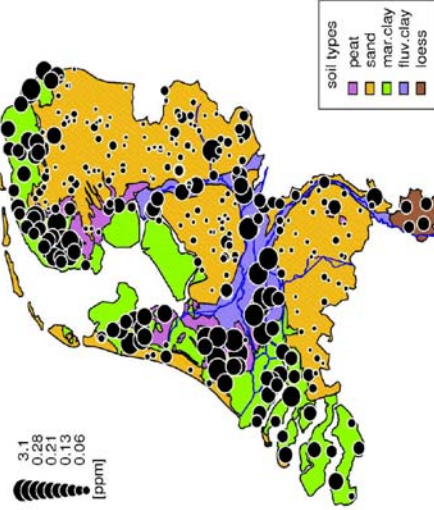 soil types
peat
sand
mar.clay
fluv.clay
loess
3.1
0.28
0.21
0.13
0.06
[ppm]